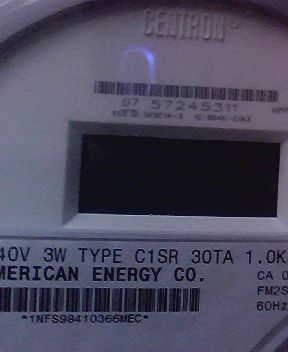 CENTRON
07 57245311
40V 3W TYPE C1SR 30TA 1.0K
MERICAN ENERGY CO.
CA 0
FM2S
60Hz
*1NFS98410366MEC*